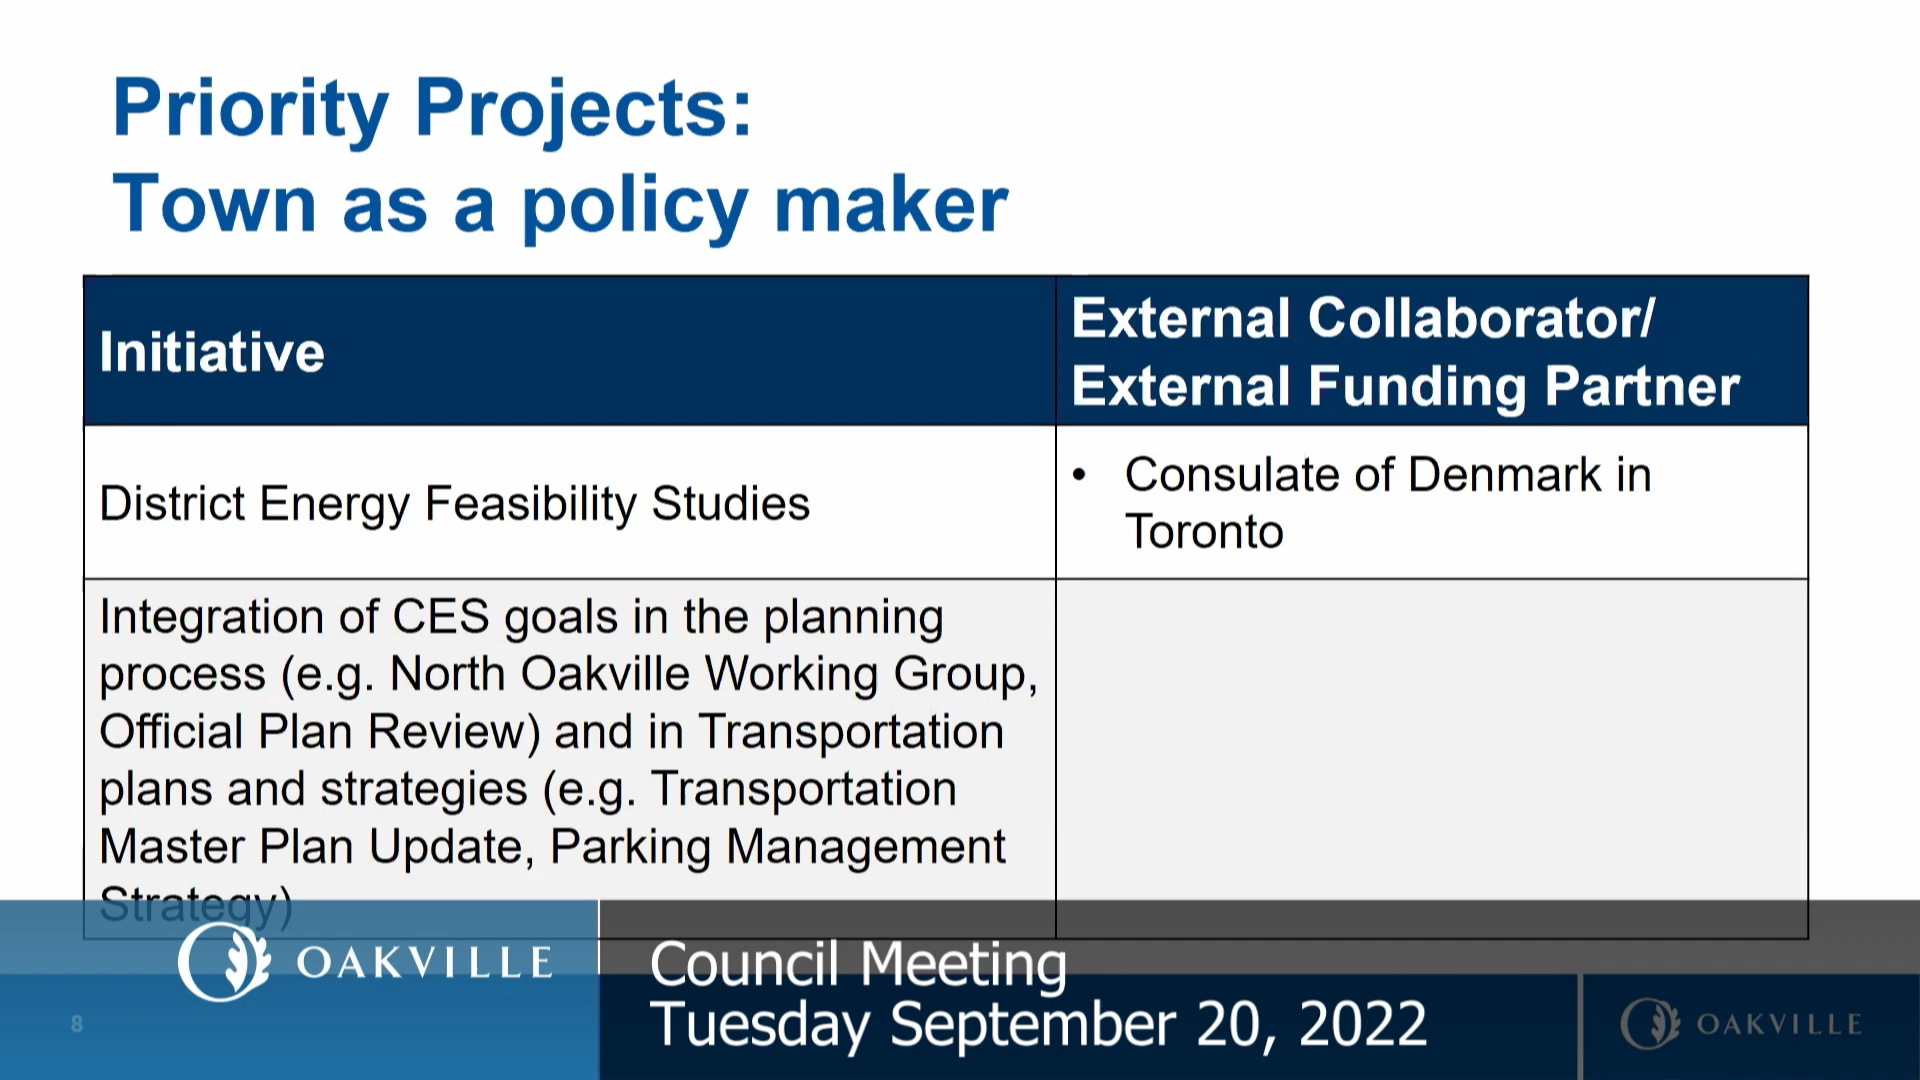 Priority Projects:
Town as a policy maker
Initiative
External Collaborator/
External Funding Partner
District Energy Feasibility Studies
• Consulate of Denmark in
Toronto
Integration of CES goals in the planning
process (e.g. North Oakville Working Group,
Official Plan Review) and in Transportation
plans and strategies (e.g. Transportation
Master Plan Update, Parking Management
Strategy)
OAKVILLE
Council Meeting
Tuesday September 20, 2022
8
OAKVILLE